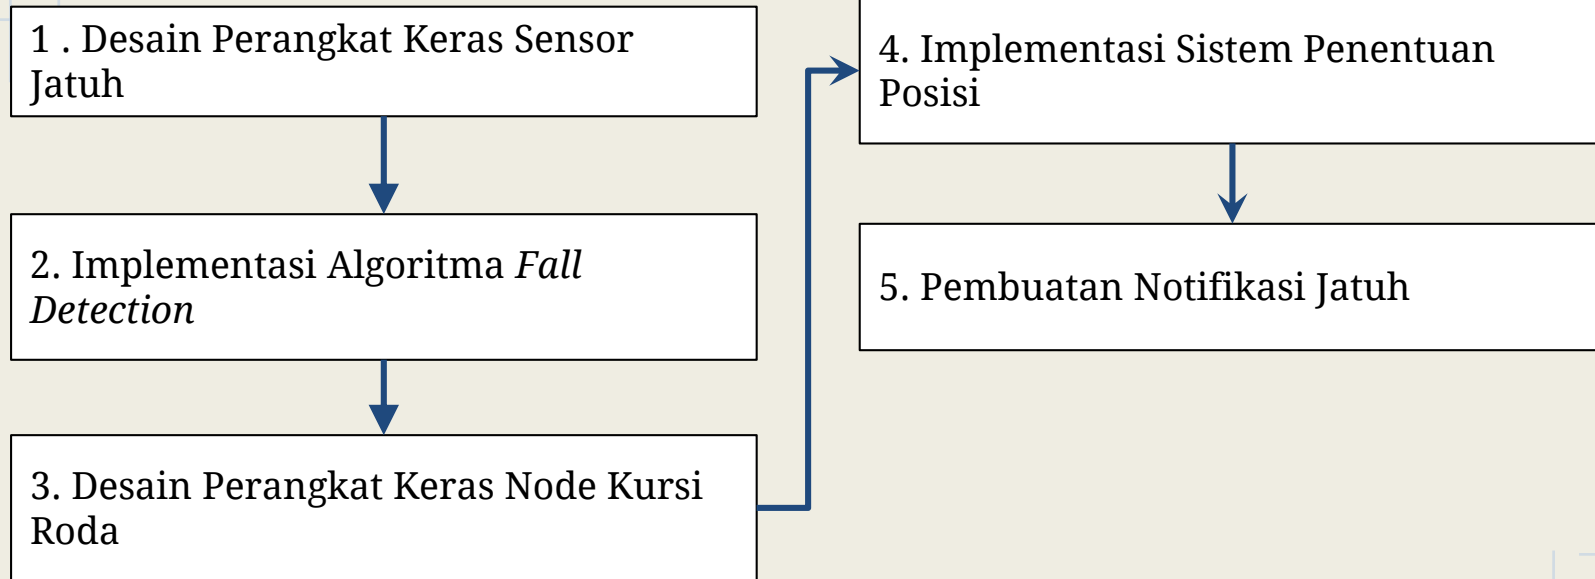 1 . Desain Perangkat Keras Sensor
Jatuh
2. Implementasi Algoritma Fall
Detection
3. Desain Perangkat Keras Node Kursi
Roda
4. Implementasi Sistem Penentuan
Posisi
5. Pembuatan Notifikasi Jatuh